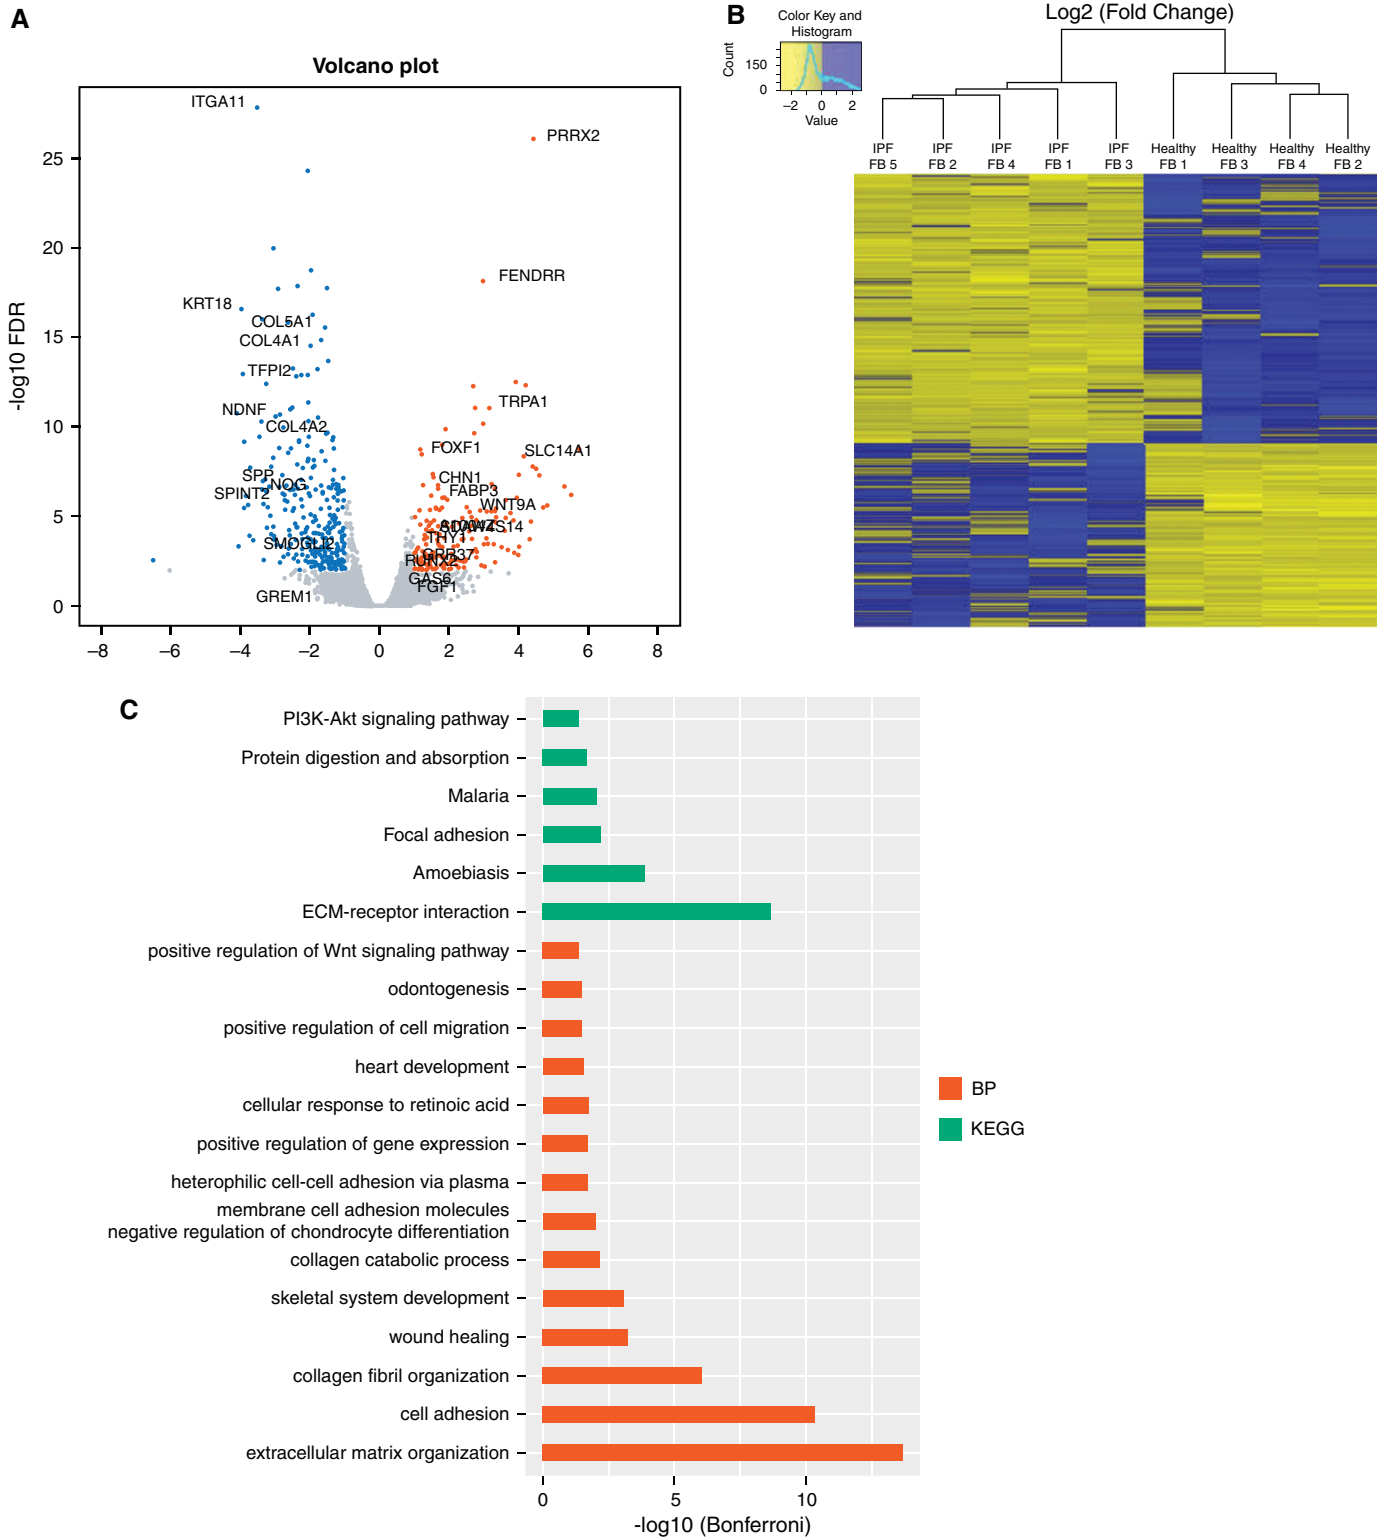 A
Volcano plot
ITGA11
PRRX2
FENDRR
KRT18
COL5A1
COL4A1
TFPI2
TRPA1
NDNF
COL4A2
FOXF1
SLC14A1
SPP
NOG
CHN1
SPINT2
FABP3
WNT9A
THY1
SMOGLI2
GPR37
RUNX2
GAS6
FGF1
GREM1
-log10 FDR
25
20
15
10
5
0
–8
–6
–4
–2
0
2
4
6
8
B
Log2 (Fold Change)
Color Key and
Histogram
Count
150
0
–2
0
2
Value
IPF
FB 5
IPF
FB 2
IPF
FB 4
IPF
FB 1
IPF
FB 3
Healthy
FB 1
Healthy
FB 3
Healthy
FB 4
Healthy
FB 2
C
PI3K-Akt signaling pathway
Protein digestion and absorption
Malaria
Focal adhesion
Amoebiasis
ECM-receptor interaction
positive regulation of Wnt signaling pathway
odontogenesis
positive regulation of cell migration
heart development
cellular response to retinoic acid
positive regulation of gene expression
heterophilic cell-cell adhesion via plasma
membrane cell adhesion molecules
negative regulation of chondrocyte differentiation
collagen catabolic process
skeletal system development
wound healing
collagen fibril organization
cell adhesion
extracellular matrix organization
0
5
10
-log10 (Bonferroni)
BP
KEGG